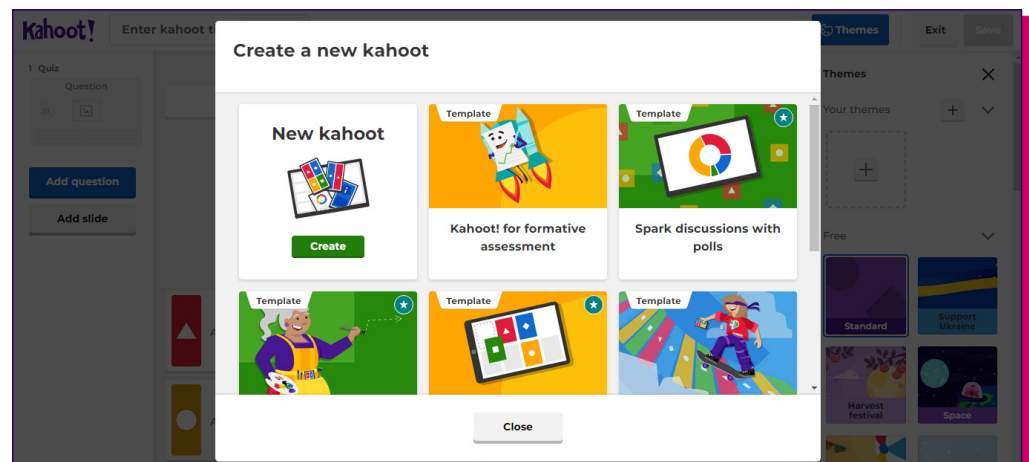 Kahoot!
Enter kahoot t
Themes
Exit
Save
1 Quiz
Question
20
Add question
Add slide
Create a new kahoot
New kahoot
Create
Template
Kahoot! for formative
assessment
Template
Spark discussions with
polls
Template
Template
Template
Close
Themes
Your themes
Free
Standard
Support
Ukraine
Harvest
festival
Space